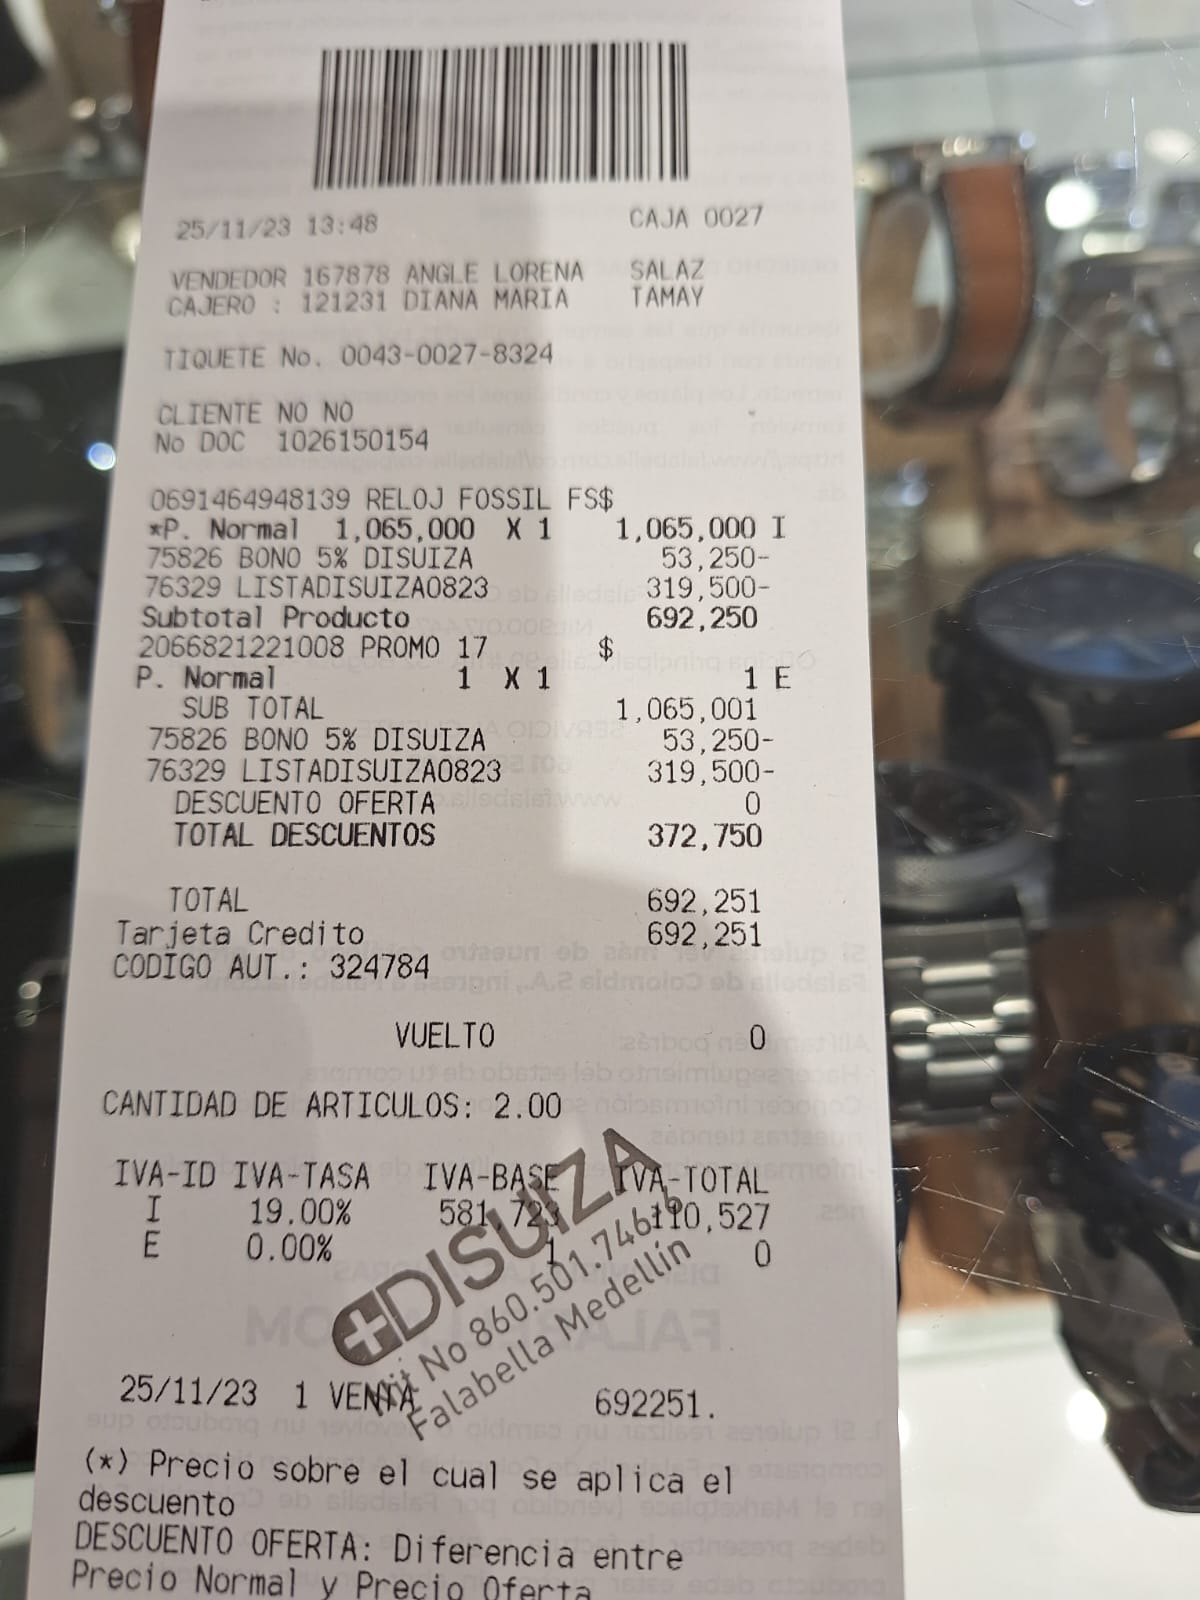 25/11/23 13:48 CAJA 0027
VENDEDOR 167878 ANGLE LORENA SALAZ
CAJERO : 121231 DIANA MARIA TAMAY
TIQUETE No. 0043-0027-8324
CLIENTE NO NO
No DOC 1026150154
0691464948139 RELOJ FOSSIL FS$
*P. Normal 1,065,000 X 1 1,065,000 I
75826 BONO 5% DISUIZA 53,250-
76329 LISTADISUIZA0823 319,500-
Subtotal Producto 692,250
2066821221008 PROMO 17 $
P. Normal 1 X 1 1 E
SUB TOTAL 1,065,001
75826 BONO 5% DISUIZA 53,250-
76329 LISTADISUIZA0823 319,500-
DESCUENTO OFERTA 0
TOTAL DESCUENTOS 372,750
TOTAL 692,251
Tarjeta Credito 692,251
CODIGO AUT.: 324784
VUELTO 0
CANTIDAD DE ARTICULOS: 2.00
IVA-ID IVA-TASA IVA-BASE IVA-TOTAL
I 19.00% 581,723 110,527
E 0.00% 1 0
DISUIZA
Nit No 860.501.746-6
Falabella Medellín
25/11/23 1 VENTA 692251.
(*) Precio sobre el cual se aplica el
descuento
DESCUENTO OFERTA: Diferencia entre
Precio Normal y Precio Oferta